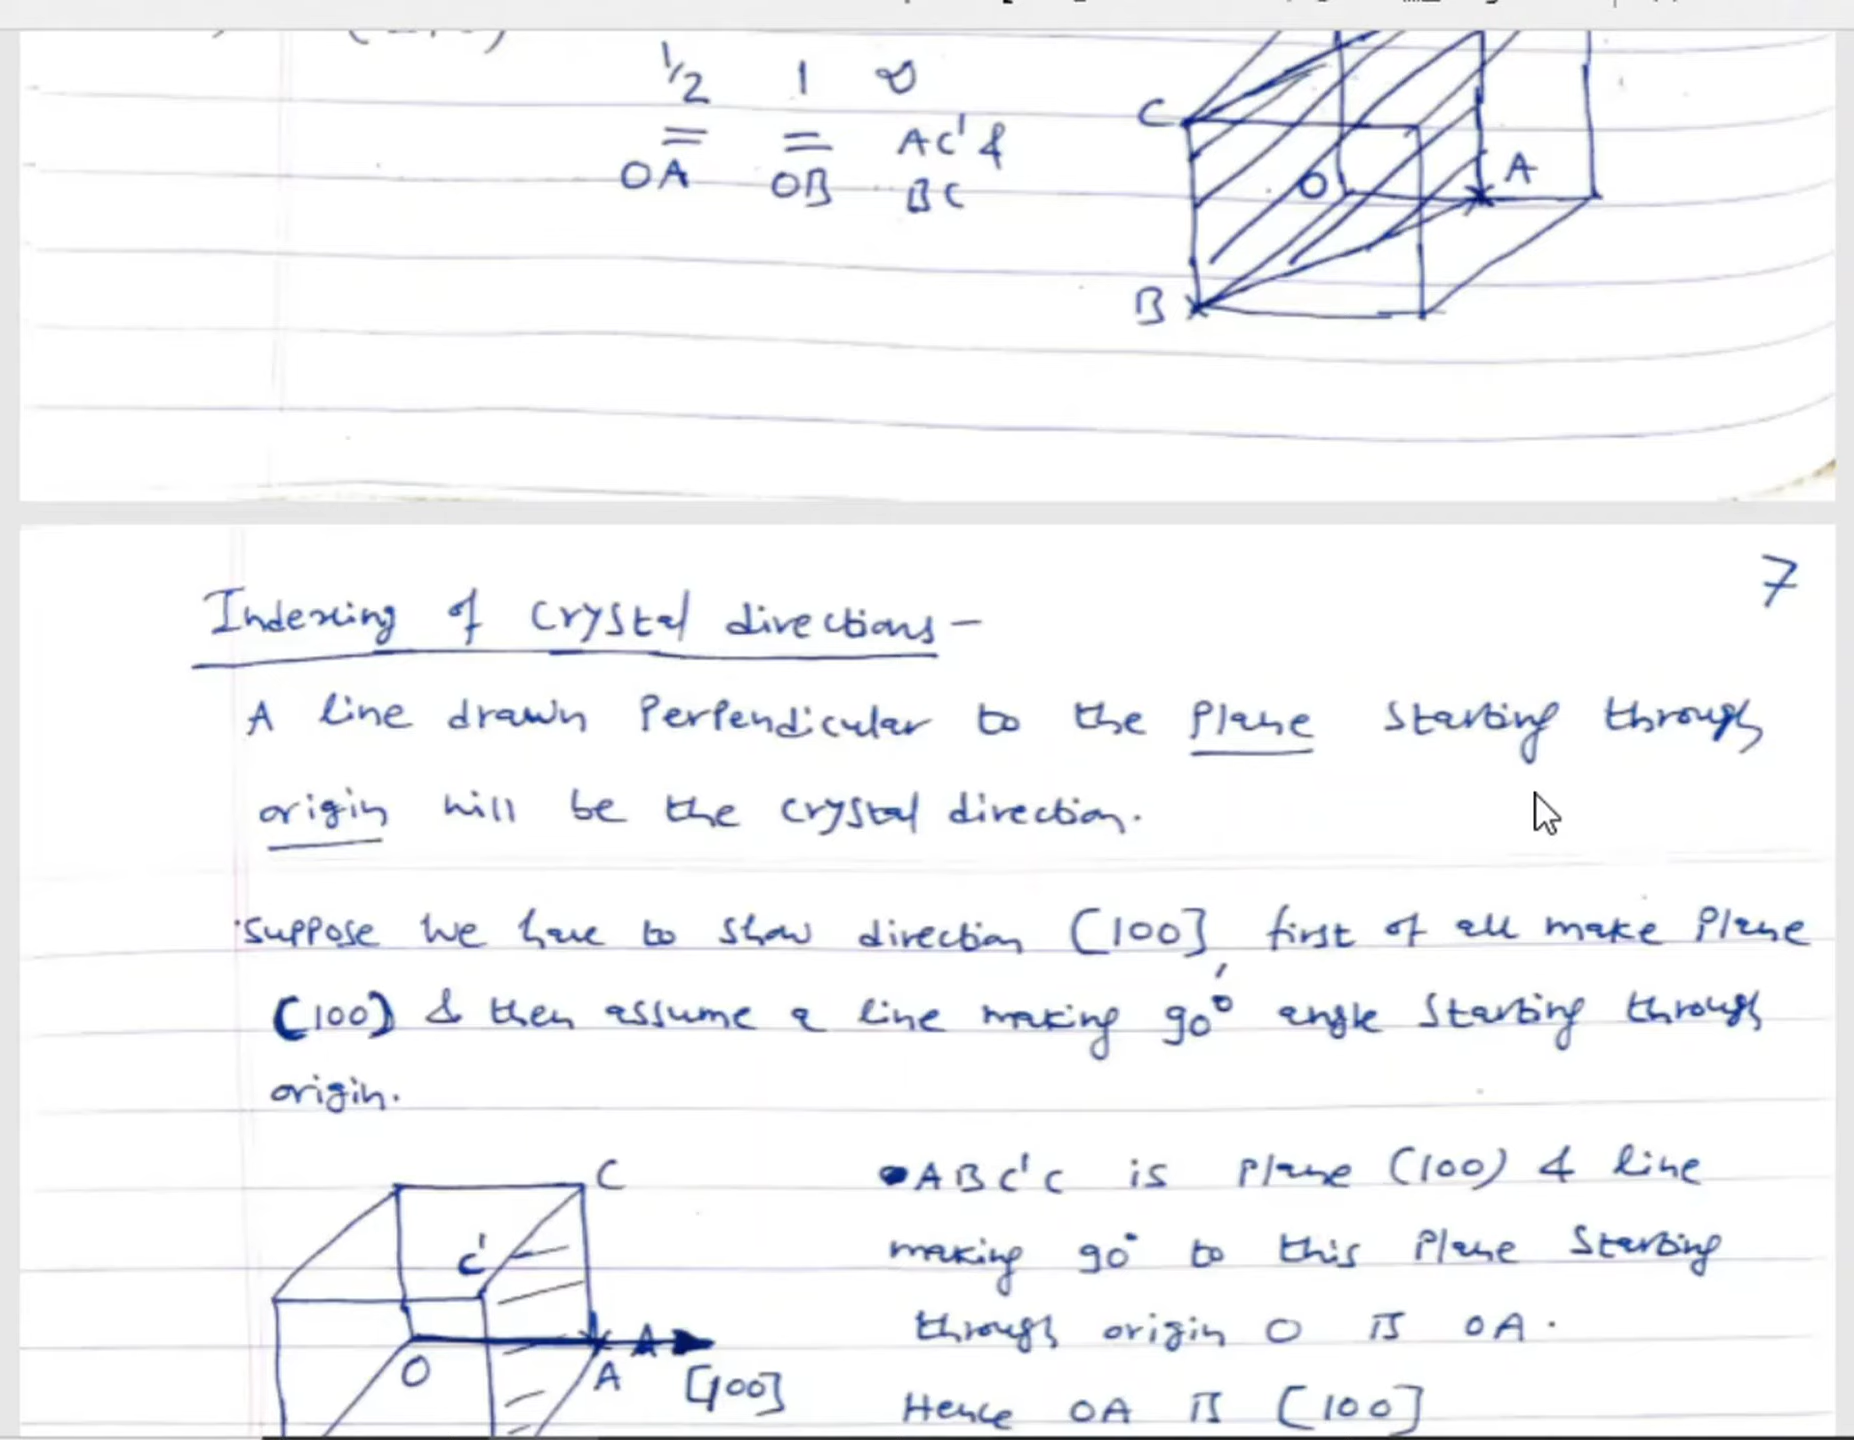 1/2 1 ∞
= = AC' &
OA OB BC
C
O
A
B
7
Indexing of Crystal directions -
A line drawn Perpendicular to the Plane Starting through
origin will be the Crystal direction.
Suppose we have to show direction [100], first of all make Plane
(100) & then assume a line making 90° angle Starting through
origin.
C
C'
O
A
A
[100]
ABC'C is Plane (100) & line
making 90° to this Plane Starting
through origin O is OA.
Hence OA is [100]